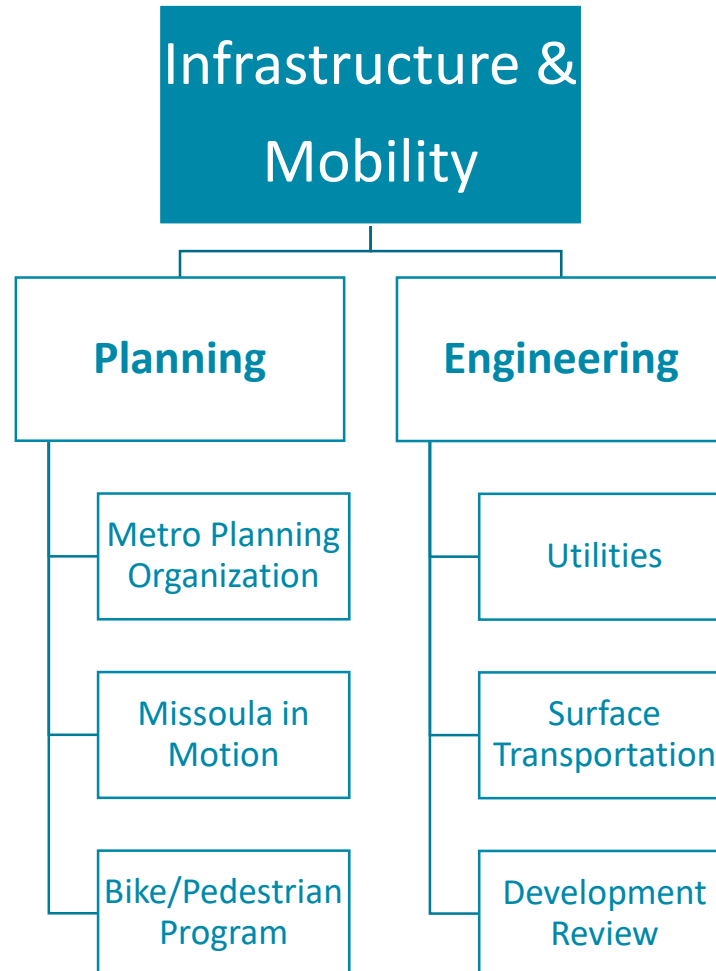 Infrastructure &
Mobility
Planning
Engineering
Metro Planning
Organization
Utilities
Missoula in
Motion
Surface
Transportation
Bike/Pedestrian
Program
Development
Review